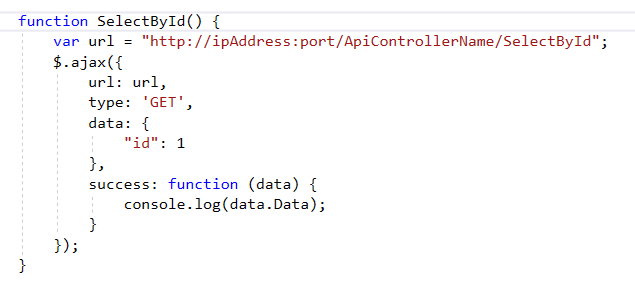 function SelectById() {
    var url = "http://ipAddress:port/ApiControllerName/SelectById";
    $.ajax({
        url: url,
        type: 'GET',
        data: {
            "id": 1
        },
        success: function (data) {
            console.log(data.Data);
        }
    });
}